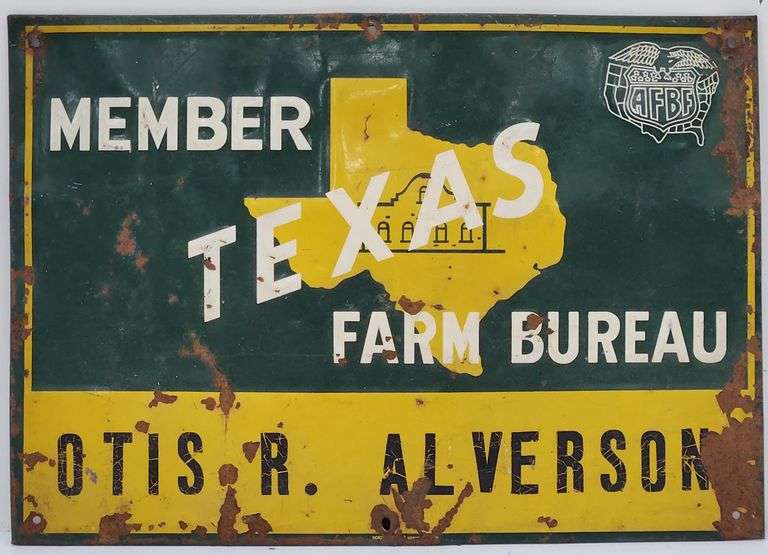 MEMBER
AFBF
TEXAS
FARM BUREAU
OTIS R. ALVERSON